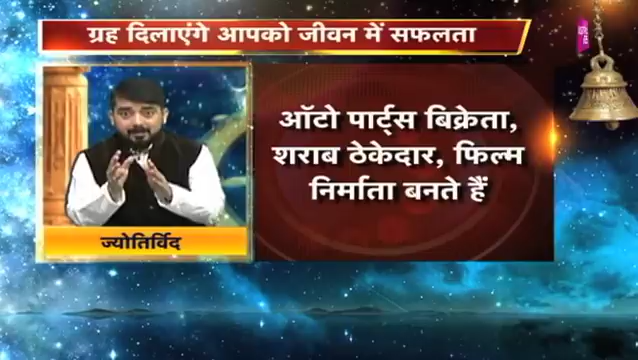 ग्रह दिलाएंगे आपको जीवन में सफलता
ऑटो पार्ट्स बिक्रेता,
शराब ठेकेदार, फिल्म
निर्माता बनते हैं
ज्योतिर्विद